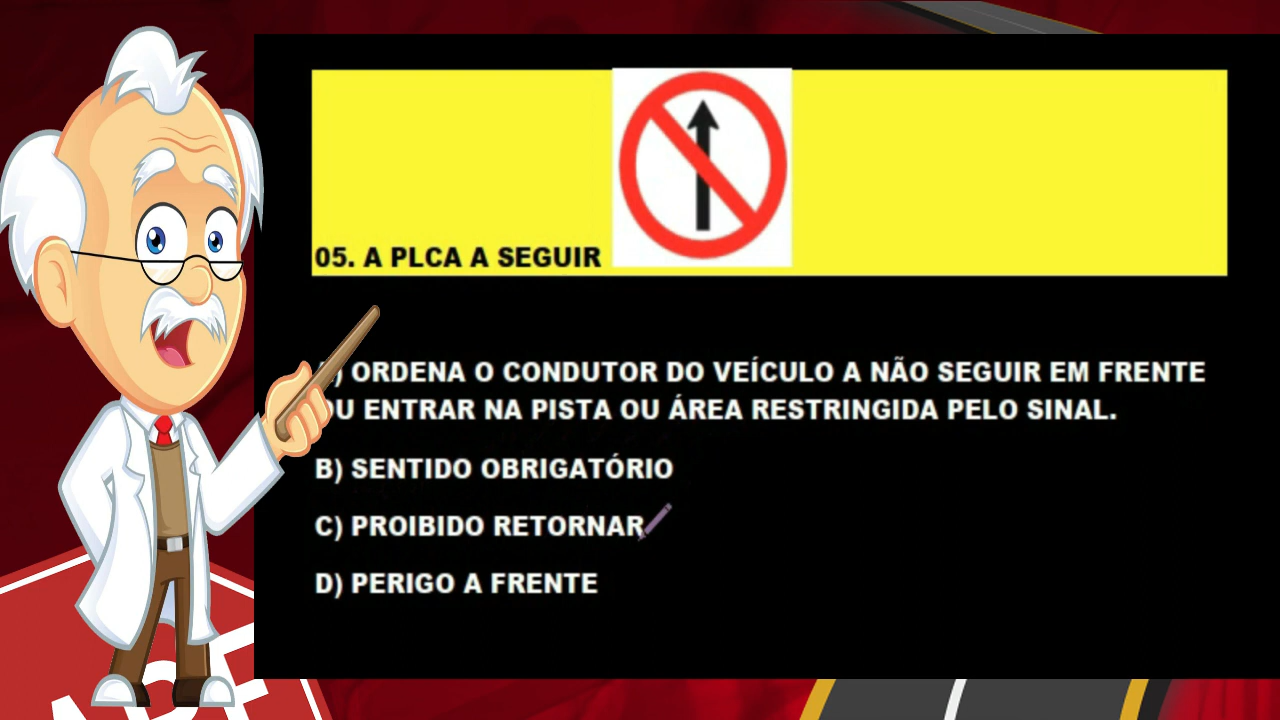 05. A PLCA A SEGUIR
) ORDENA O CONDUTOR DO VEÍCULO A NÃO SEGUIR EM FRENTE
OU ENTRAR NA PISTA OU ÁREA RESTRINGIDA PELO SINAL.
B) SENTIDO OBRIGATÓRIO
C) PROIBIDO RETORNAR
D) PERIGO A FRENTE